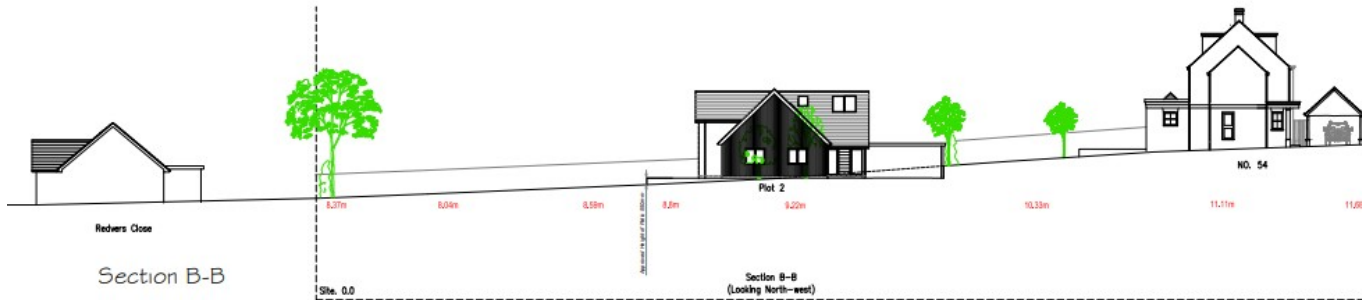 NO. 54
Plot 2
8.37m
8.04m
8.59m
8.8m
9.22m
10.33m
11.11m
Redvers Close
Section B-B
Site. 0.0
Section B-B
(Looking North-west)